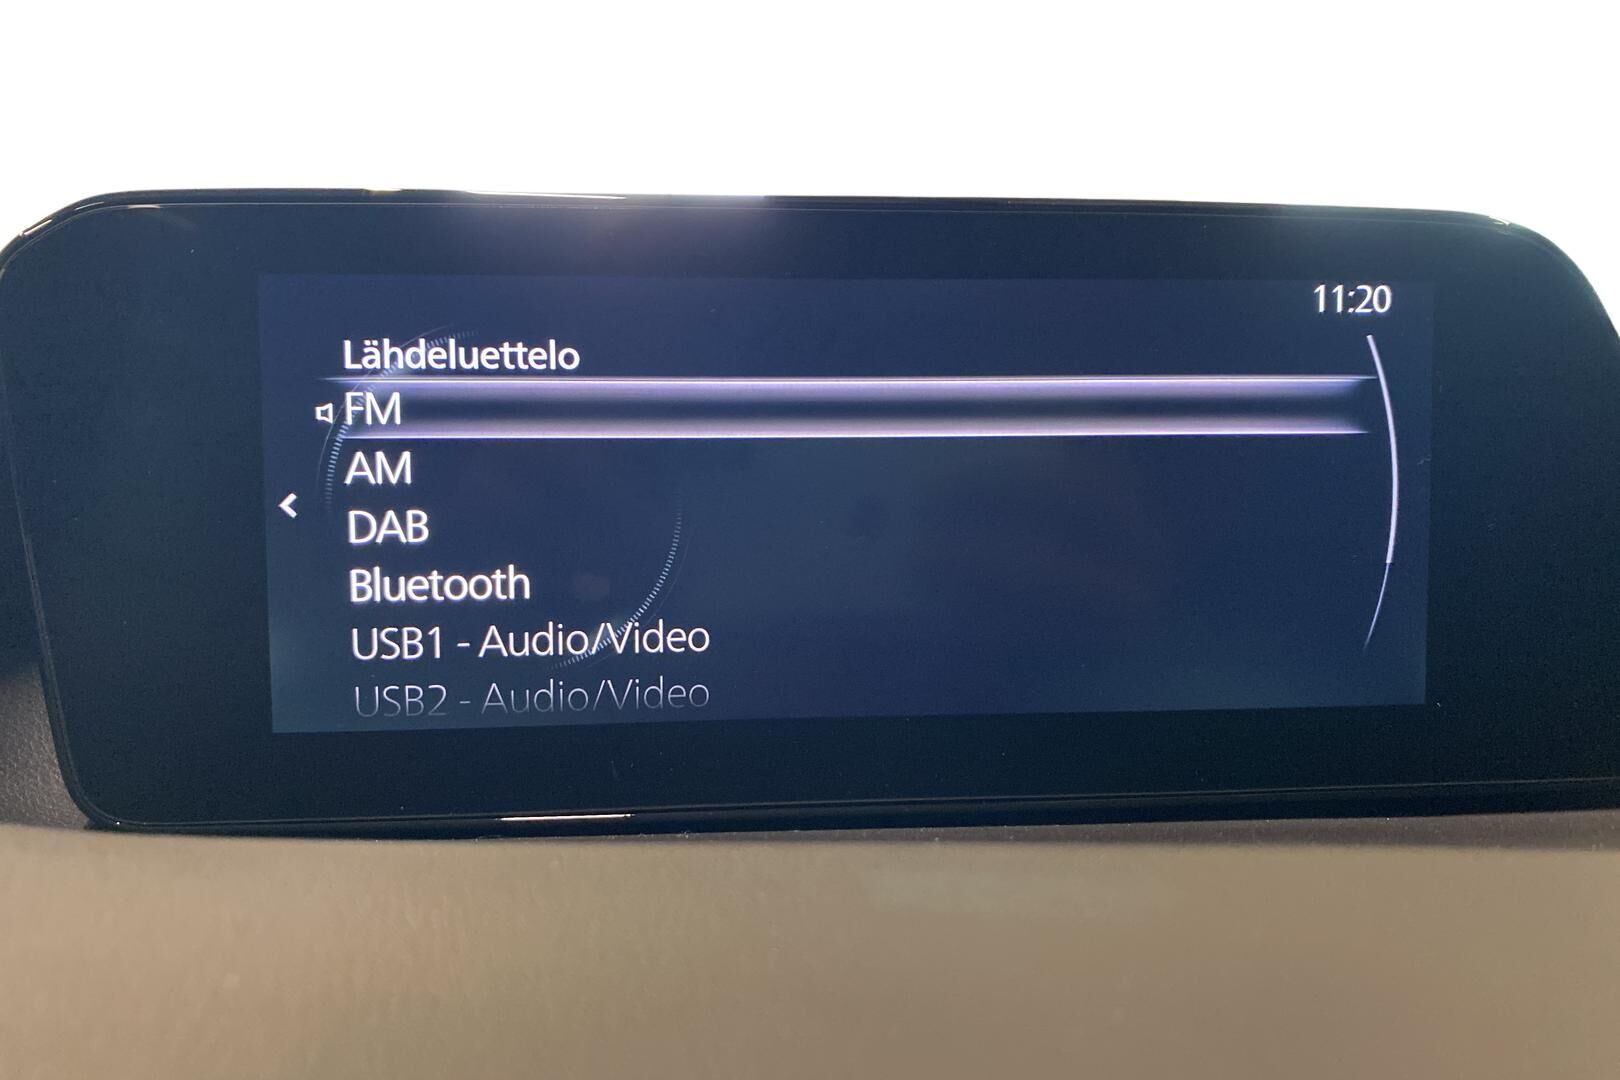 11:20
Lähdeluettelo
FM
AM
DAB
Bluetooth
USB1 - Audio/Video
USB2 - Audio/Video